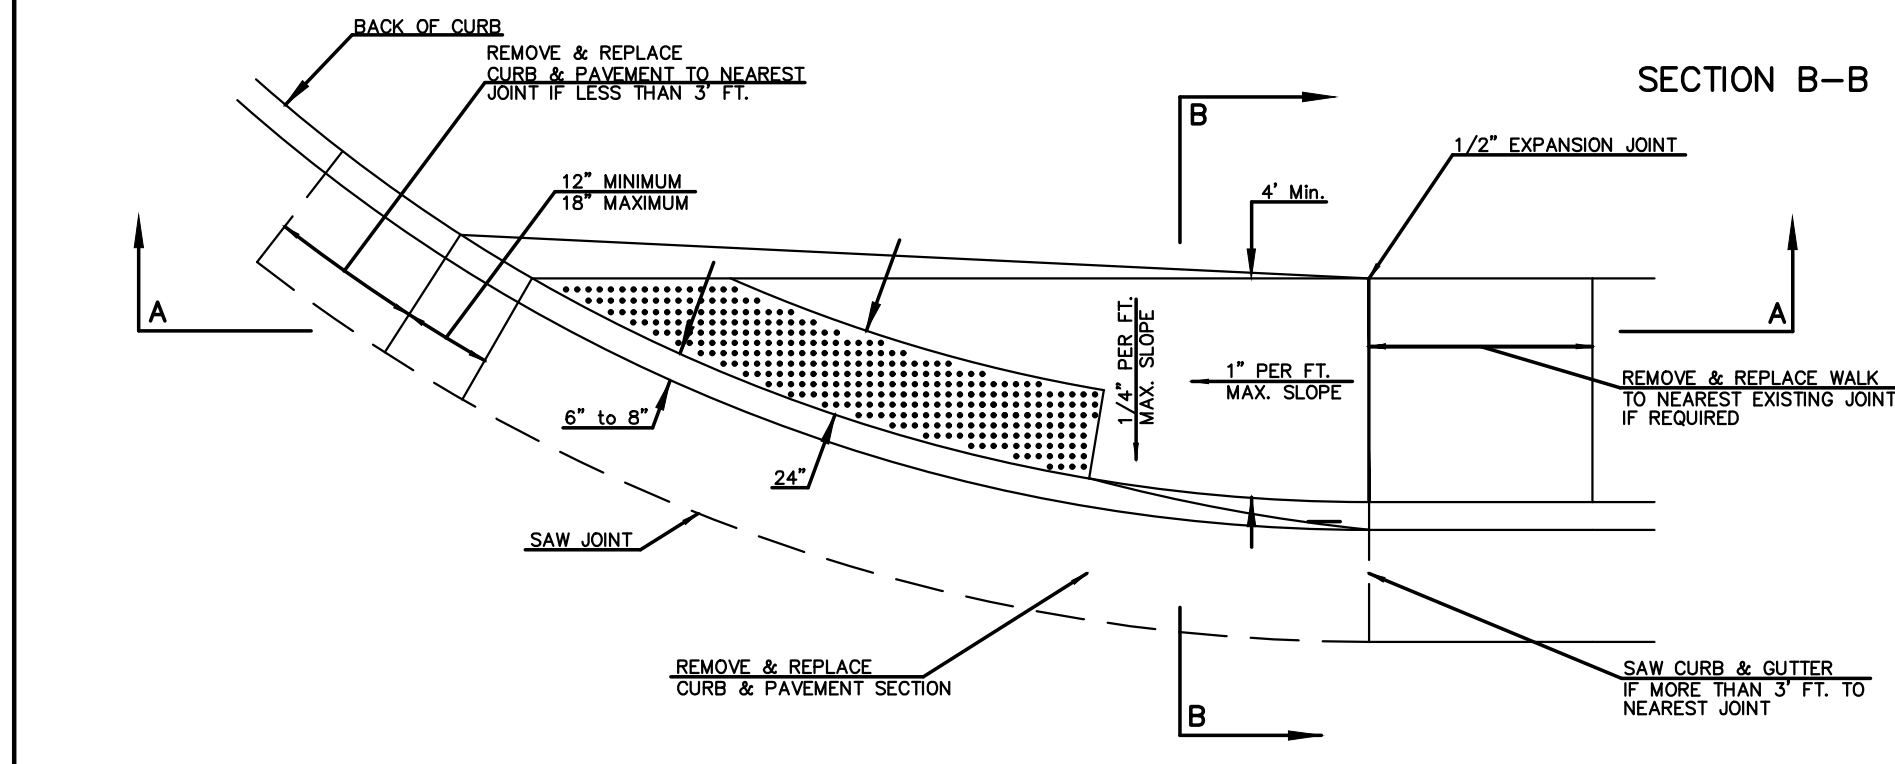 BACK OF CURB
REMOVE & REPLACE
CURB & PAVEMENT TO NEAREST
JOINT IF LESS THAN 3' FT.
SECTION B-B
B
1/2" EXPANSION JOINT
12" MINIMUM
18" MAXIMUM
4' Min.
A
A
1/4" PER FT.
MAX. SLOPE
1" PER FT.
MAX. SLOPE
REMOVE & REPLACE WALK
TO NEAREST EXISTING JOINT
IF REQUIRED
6" to 8"
24"
SAW JOINT
REMOVE & REPLACE
CURB & PAVEMENT SECTION
SAW CURB & GUTTER
IF MORE THAN 3' FT. TO
NEAREST JOINT
B